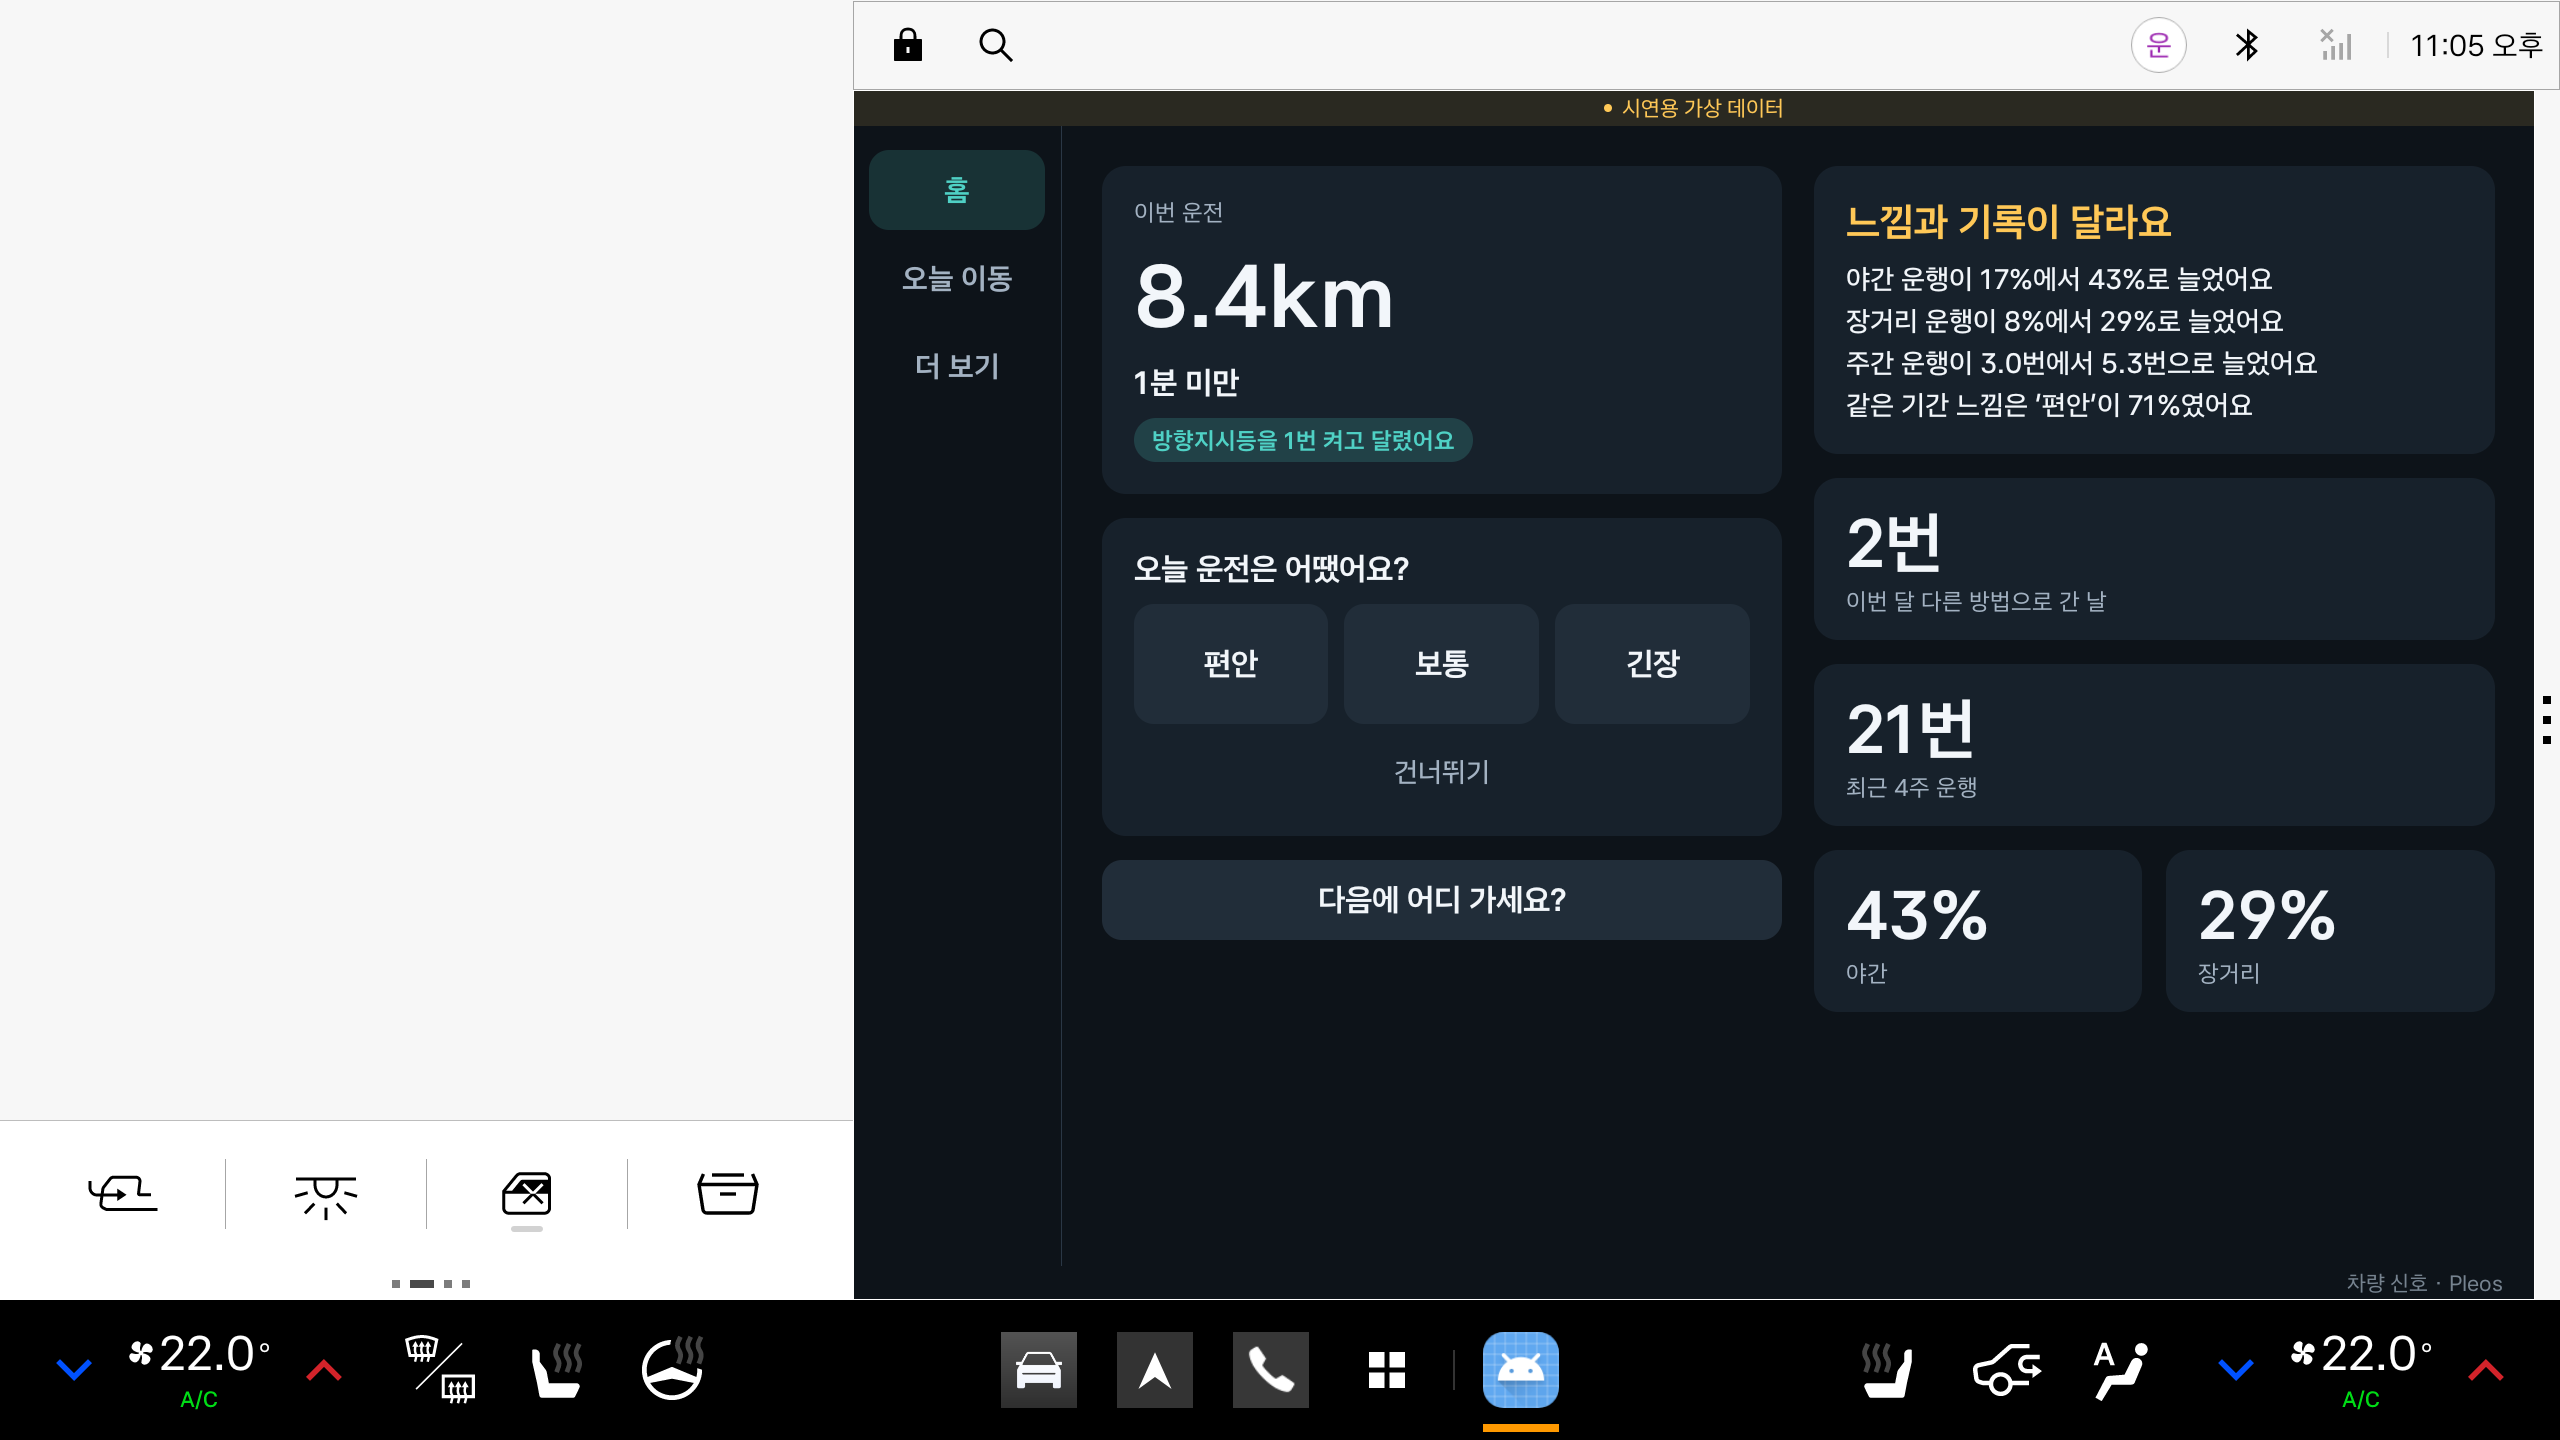 운
11:05 오후
시연용 가상 데이터
홈
오늘 이동
더 보기
이번 운전
8.4km
1분 미만
방향지시등을 1번 켜고 달렸어요
오늘 운전은 어땠어요?
편안
보통
긴장
건너뛰기
다음에 어디 가세요?
느낌과 기록이 달라요
야간 운행이 17%에서 43%로 늘었어요
장거리 운행이 8%에서 29%로 늘었어요
주간 운행이 3.0번에서 5.3번으로 늘었어요
같은 기간 느낌은 '편안'이 71%였어요
2번
이번 달 다른 방법으로 간 날
21번
최근 4주 운행
43%
야간
29%
장거리
차량 신호 · Pleos
22.0°
A/C
A
22.0°
A/C